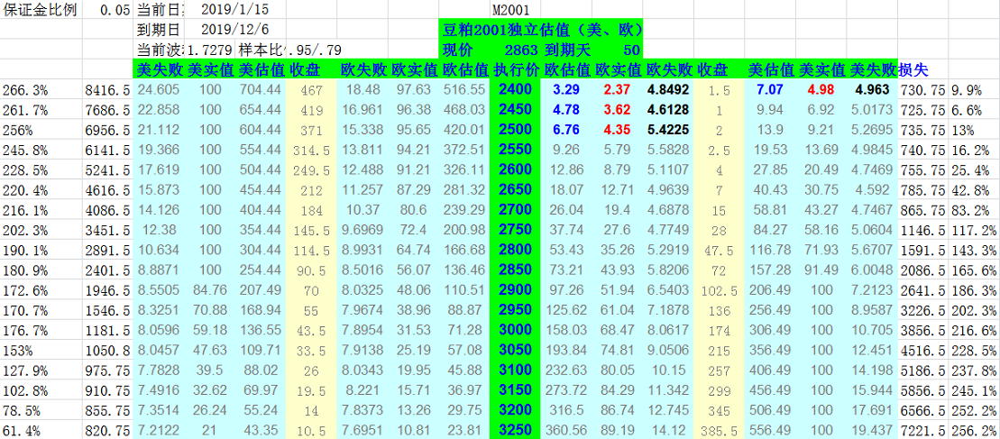 保证金比例 0.05 当前日 2019/1/15 M2001
到期日 2019/12/6 豆粕2001独立估值（美、欧）
当前波 1.7279 样本比 .95/.79 现价 2863 到期天 50
美失败 美实值 美估值 收盘 欧失败 欧实值 欧估值 执行价 欧估值 欧实值 欧失败 收盘 美估值 美实值 美失败 损失
266.3% 8416.5 24.605 100 704.44 467 18.48 97.63 516.55 2400 3.29 2.37 4.8492 1.5 7.07 4.98 4.963 730.75 9.9%
261.7% 7686.5 22.858 100 654.44 419 16.961 96.38 468.03 2450 4.78 3.62 4.6128 1 9.94 6.92 5.0173 725.75 6.6%
256% 6956.5 21.112 100 604.44 371 15.338 95.65 420.01 2500 6.76 4.35 5.4225 2 13.9 9.21 5.2695 735.75 13%
245.8% 6141.5 19.366 100 554.44 314.5 13.811 94.21 372.51 2550 9.26 5.79 5.5828 2.5 19.53 13.69 4.9845 740.75 16.2%
228.5% 5241.5 17.619 100 504.44 249.5 12.488 91.21 326.11 2600 12.86 8.79 5.1107 4 27.85 20.49 4.7469 755.75 25.4%
220.4% 4616.5 15.873 100 454.44 212 11.257 87.29 281.32 2650 18.07 12.71 4.9639 7 40.43 30.75 4.592 785.75 42.8%
216.1% 4086.5 14.126 100 404.44 184 10.37 80.6 239.29 2700 26.04 19.4 4.6878 15 58.81 43.27 4.7467 865.75 83.2%
202.3% 3451.5 12.38 100 354.44 145.5 9.6969 72.4 200.98 2750 37.74 27.6 4.7749 28 84.27 58.16 5.0604 1146.5 117.2%
190.1% 2891.5 10.634 100 304.44 114.5 8.9931 64.74 166.68 2800 53.43 35.26 5.2919 47.5 116.78 71.93 5.6707 1591.5 143.3%
180.9% 2401.5 8.8871 100 254.44 90.5 8.5016 56.07 136.46 2850 73.21 43.93 5.8206 72 157.28 91.49 6.0048 2086.5 165.6%
172.6% 1946.5 8.5505 84.76 207.49 70 8.0325 48.06 110.51 2900 97.26 51.94 6.5403 102.5 206.49 100 7.2123 2641.5 186.3%
170.7% 1546.5 8.3251 70.88 168.94 55 7.9674 38.96 88.87 2950 125.62 61.04 7.1878 136 256.49 100 8.9587 3226.5 202.3%
176.7% 1181.5 8.0596 59.18 136.55 43.5 7.8954 31.53 71.28 3000 158.03 68.47 8.0617 174 306.49 100 10.705 3856.5 216.6%
153% 1050.8 8.0457 47.63 109.71 33.5 7.9138 25.19 57.08 3050 193.84 74.81 9.0506 215 356.49 100 12.451 4516.5 228.5%
127.9% 975.75 7.7828 39.5 88.02 26 8.0343 19.95 45.88 3100 232.63 80.05 10.15 257 406.49 100 14.198 5186.5 237.8%
102.8% 910.75 7.4916 32.62 69.97 19.5 8.221 15.71 36.97 3150 273.72 84.29 11.342 299 456.49 100 15.944 5856.5 245.1%
78.5% 855.75 7.3514 26.24 55.24 14 7.8373 13.26 29.75 3200 316.5 86.74 12.745 345 506.49 100 17.691 6566.5 252.2%
61.4% 820.75 7.2122 21 43.35 10.5 7.6951 10.81 23.81 3250 360.56 89.19 14.12 385.5 556.49 100 19.437 7221.5 256.2%